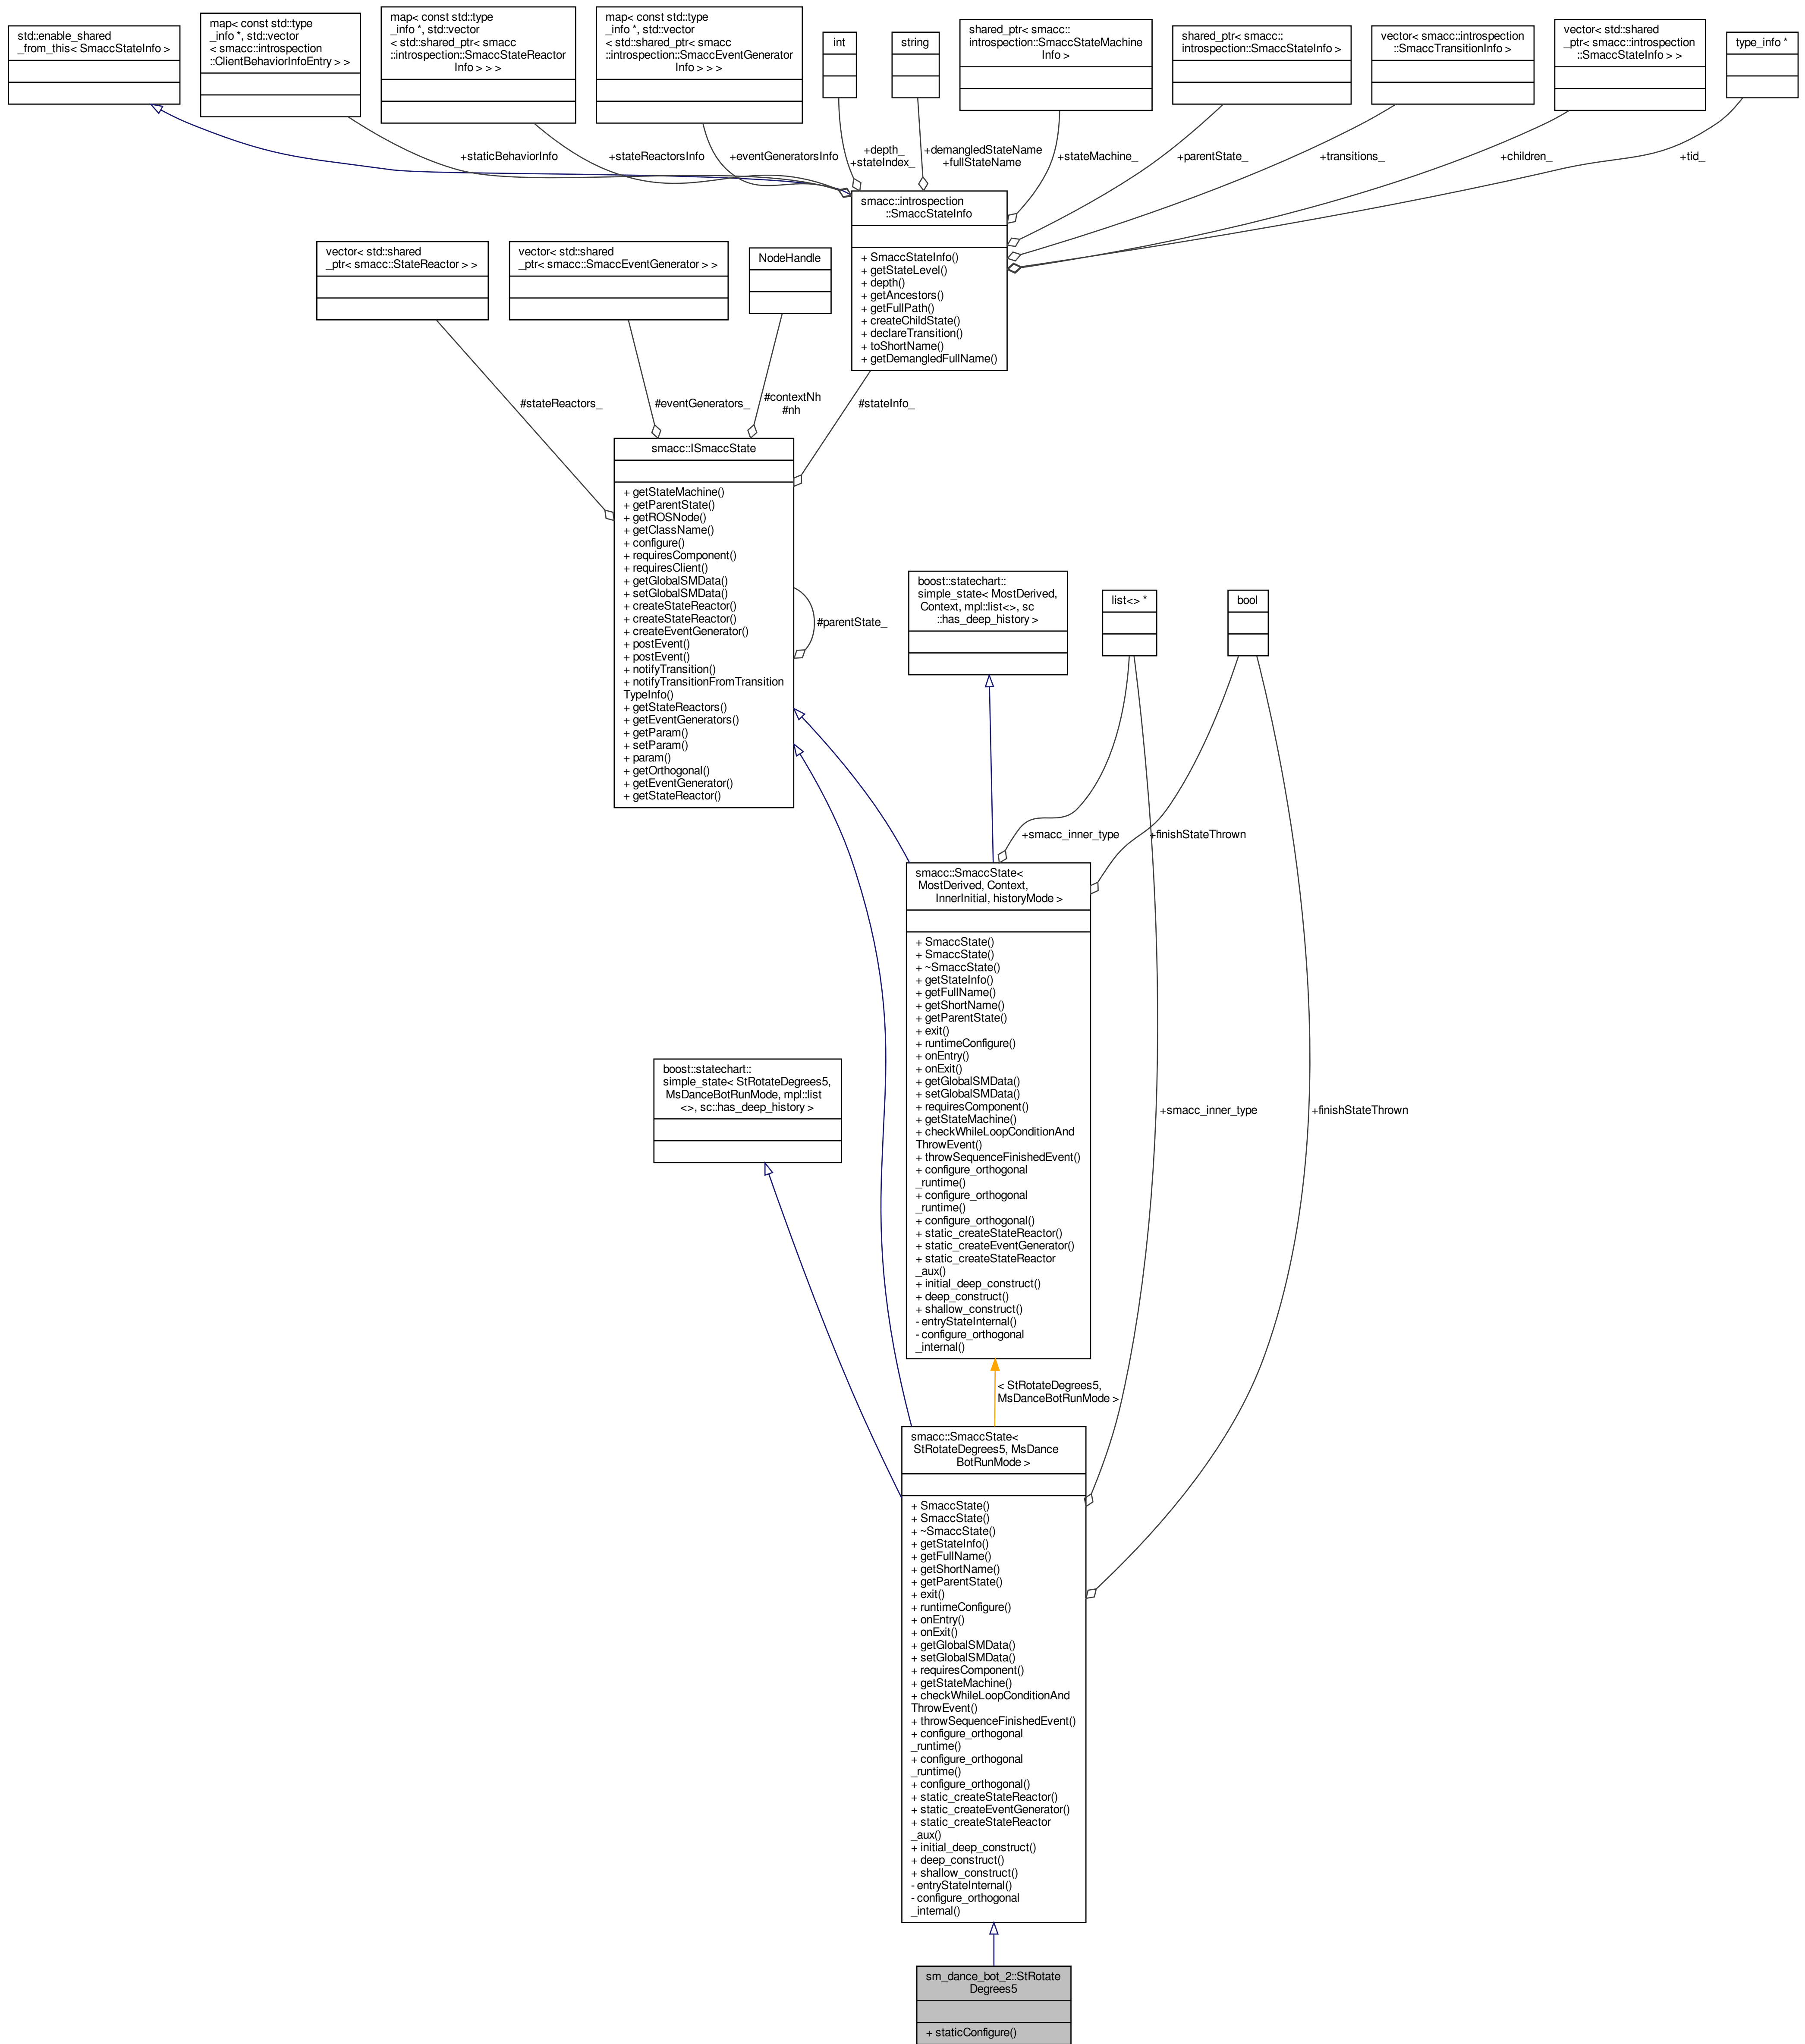 std::enable_shared
_from_this< SmaccStateInfo >
map< const std::type
_info *, std::vector
< smacc::introspection
::ClientBehaviorInfoEntry > >
map< const std::type
_info *, std::vector
< std::shared_ptr< smacc
::introspection::SmaccStateReactor
Info > > >
map< const std::type
_info *, std::vector
< std::shared_ptr< smacc
::introspection::SmaccEventGenerator
Info > > >
int
string
shared_ptr< smacc::
introspection::SmaccStateMachine
Info >
shared_ptr< smacc::
introspection::SmaccStateInfo >
vector< smacc::introspection
::SmaccTransitionInfo >
vector< std::shared
_ptr< smacc::introspection
::SmaccStateInfo > >
type_info *
+staticBehaviorInfo
+stateReactorsInfo
+eventGeneratorsInfo
+depth_
+stateIndex_
+demangledStateName
+fullStateName
+stateMachine_
+parentState_
+transitions_
+children_
+tid_
smacc::introspection
::SmaccStateInfo
+ SmaccStateInfo()
+ getStateLevel()
+ depth()
+ getAncestors()
+ getFullPath()
+ createChildState()
+ declareTransition()
+ toShortName()
+ getDemangledFullName()
vector< std::shared
_ptr< smacc::StateReactor > >
vector< std::shared
_ptr< smacc::SmaccEventGenerator > >
NodeHandle
#stateReactors_
#eventGenerators_
#contextNh
#nh
#stateInfo_
smacc::ISmaccState
+ getStateMachine()
+ getParentState()
+ getROSNode()
+ getClassName()
+ configure()
+ requiresComponent()
+ requiresClient()
+ getGlobalSMData()
+ setGlobalSMData()
+ createStateReactor()
+ createStateReactor()
+ createEventGenerator()
+ postEvent()
+ postEvent()
+ notifyTransition()
+ notifyTransitionFromTransition
TypeInfo()
+ getStateReactors()
+ getEventGenerators()
+ getParam()
+ setParam()
+ param()
+ getOrthogonal()
+ getEventGenerator()
+ getStateReactor()
#parentState_
boost::statechart::
simple_state< MostDerived,
Context, mpl::list<>, sc
::has_deep_history >
list<> *
bool
+smacc_inner_type
+finishStateThrown
smacc::SmaccState<
MostDerived, Context,
InnerInitial, historyMode >
+ SmaccState()
+ SmaccState()
+ ~SmaccState()
+ getStateInfo()
+ getFullName()
+ getShortName()
+ getParentState()
+ exit()
+ runtimeConfigure()
+ onEntry()
+ onExit()
+ getGlobalSMData()
+ setGlobalSMData()
+ requiresComponent()
+ getStateMachine()
+ checkWhileLoopConditionAnd
ThrowEvent()
+ throwSequenceFinishedEvent()
+ configure_orthogonal
_runtime()
+ configure_orthogonal
_runtime()
+ configure_orthogonal()
+ static_createStateReactor()
+ static_createEventGenerator()
+ static_createStateReactor
_aux()
+ initial_deep_construct()
+ deep_construct()
+ shallow_construct()
- entryStateInternal()
- configure_orthogonal
_internal()
boost::statechart::
simple_state< StRotateDegrees5,
MsDanceBotRunMode, mpl::list
<>, sc::has_deep_history >
+smacc_inner_type
+finishStateThrown
< StRotateDegrees5,
MsDanceBotRunMode >
smacc::SmaccState<
StRotateDegrees5, MsDance
BotRunMode >
+ SmaccState()
+ SmaccState()
+ ~SmaccState()
+ getStateInfo()
+ getFullName()
+ getShortName()
+ getParentState()
+ exit()
+ runtimeConfigure()
+ onEntry()
+ onExit()
+ getGlobalSMData()
+ setGlobalSMData()
+ requiresComponent()
+ getStateMachine()
+ checkWhileLoopConditionAnd
ThrowEvent()
+ throwSequenceFinishedEvent()
+ configure_orthogonal
_runtime()
+ configure_orthogonal
_runtime()
+ configure_orthogonal()
+ static_createStateReactor()
+ static_createEventGenerator()
+ static_createStateReactor
_aux()
+ initial_deep_construct()
+ deep_construct()
+ shallow_construct()
- entryStateInternal()
- configure_orthogonal
_internal()
sm_dance_bot_2::StRotate
Degrees5
+ staticConfigure()